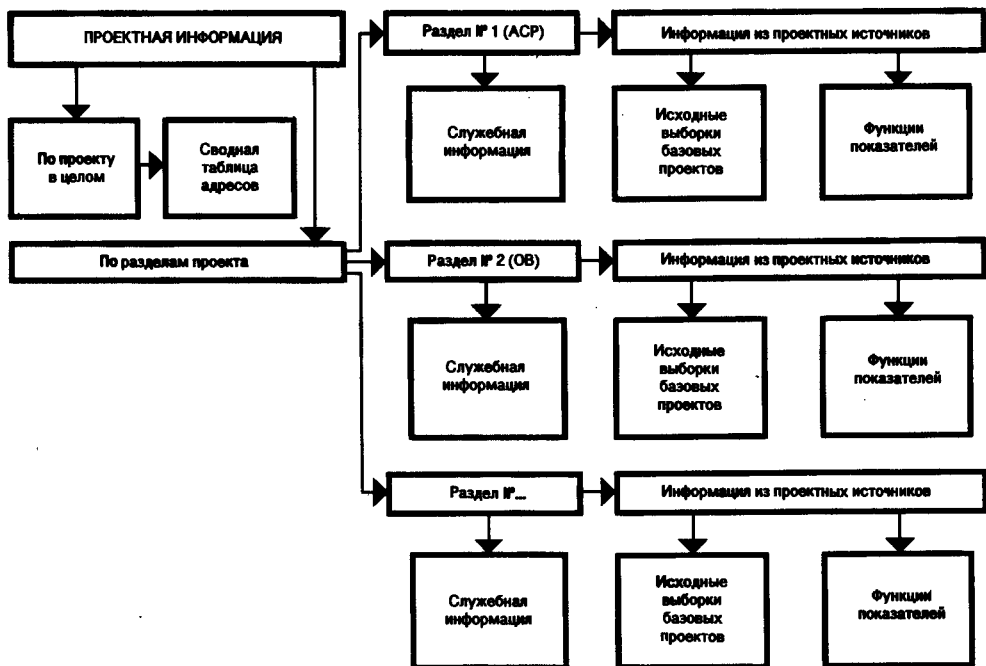 ПРОЕКТНАЯ ИНФОРМАЦИЯ
По проекту
в целом
Сводная
таблица
адресов
По разделам проекта
Раздел № 1 (АСР)
Информация из проектных источников
Служебная
информация
Исходные
выборки
базовых
проектов
Функции
показателей
Раздел № 2 (ОВ)
Информация из проектных источников
Служебная
информация
Исходные
выборки
базовых
проектов
Функции
показателей
Раздел №...
Информация из проектных источников
Служебная
информация
Исходные
выборки
базовых
проектов
Функции
показателей